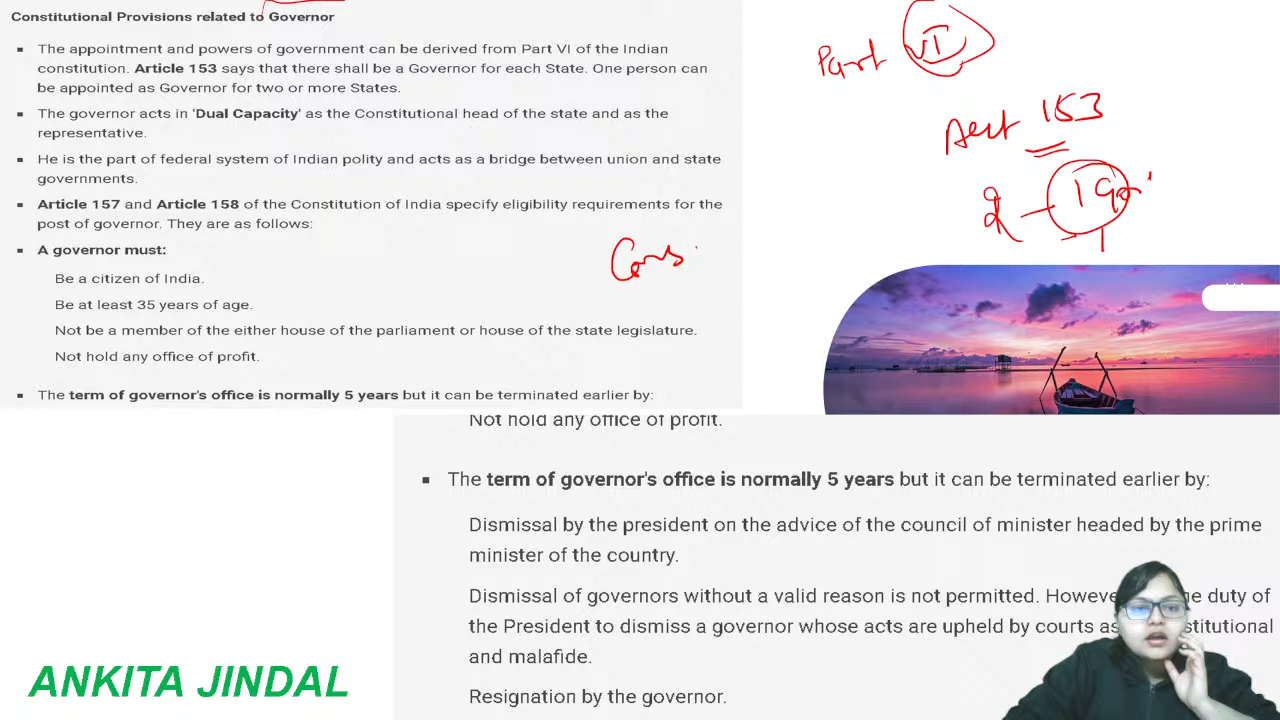 Constitutional Provisions related to Governor
▪ The appointment and powers of government can be derived from Part VI of the Indian
constitution. Article 153 says that there shall be a Governor for each State. One person can
be appointed as Governor for two or more States.
▪ The governor acts in 'Dual Capacity' as the Constitutional head of the state and as the
representative.
▪ He is the part of federal system of Indian polity and acts as a bridge between union and state
governments.
▪ Article 157 and Article 158 of the Constitution of India specify eligibility requirements for the
post of governor. They are as follows:
▪ A governor must:
Be a citizen of India.
Be at least 35 years of age.
Not be a member of the either house of the parliament or house of the state legislature.
Not hold any office of profit.
▪ The term of governor's office is normally 5 years but it can be terminated earlier by:
Part VI
Art 153
Cons
Not hold any office of profit.
▪ The term of governor's office is normally 5 years but it can be terminated earlier by:
Dismissal by the president on the advice of the council of minister headed by the prime
minister of the country.
Dismissal of governors without a valid reason is not permitted. duty of
the President to dismiss a governor whose acts are upheld by courts
and malafide.
Resignation by the governor.
ANKITA JINDAL